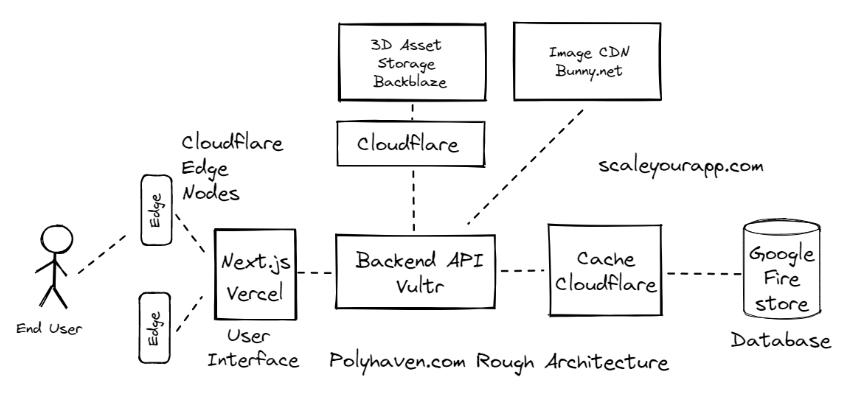 3D Asset
Storage
Backblaze
Image CDN
Bunny.net
Cloudflare
Cloudflare
Edge
Nodes
scaleyourapp.com
Edge
Next.js
Vercel
Backend API
Vultr
Cache
Cloudflare
Google
Fire
store
End User
Edge
User
Interface
Database
Polyhaven.com Rough Architecture